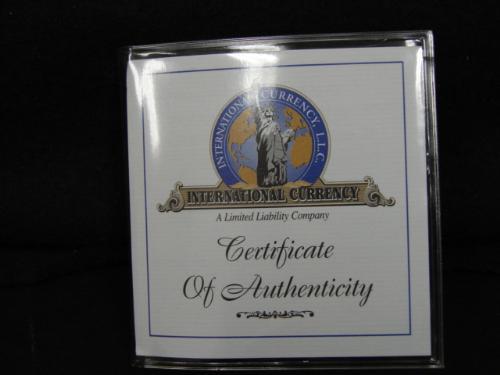 INTERNATIONAL CURRENCY, L.L.C.
INTERNATIONAL CURRENCY
A Limited Liability Company
Certificate
Of Authenticity